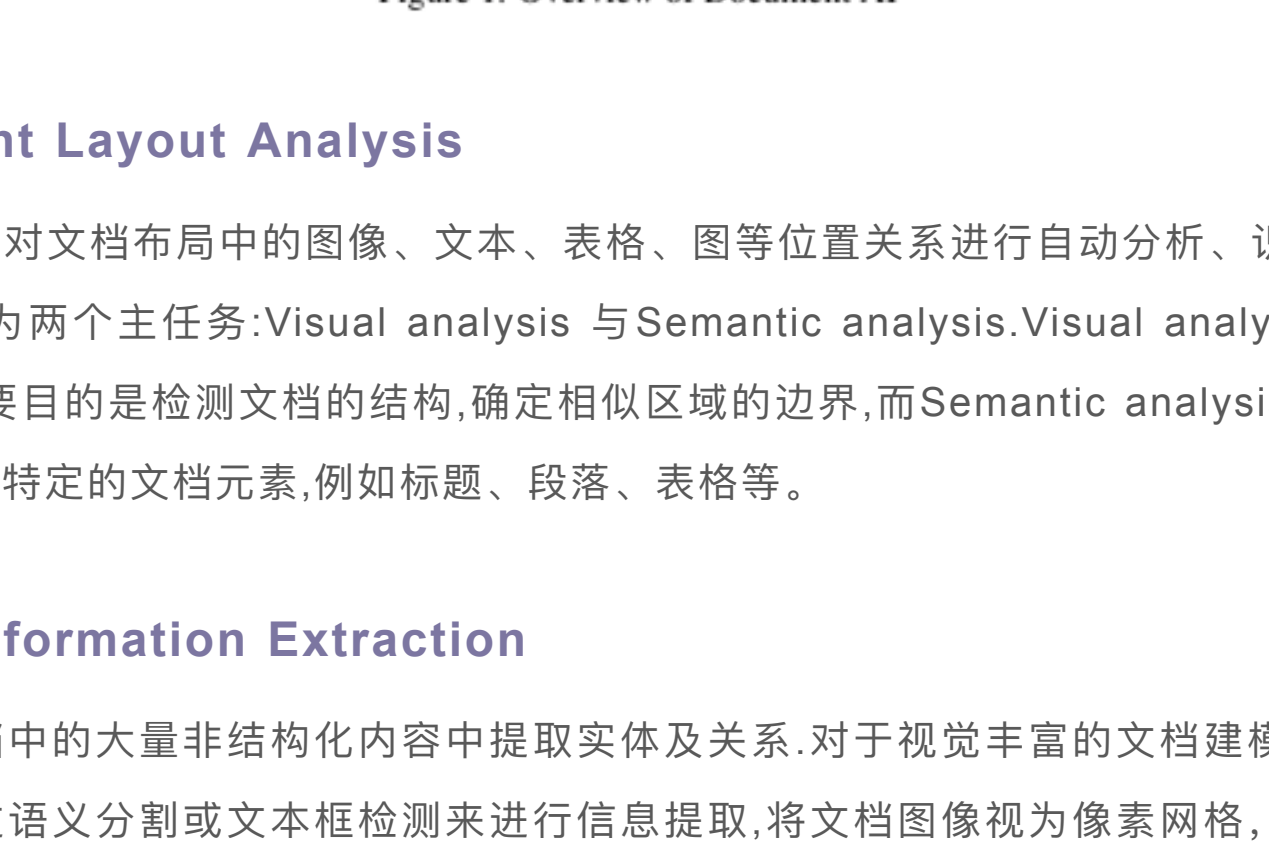 Figure 1: Overview of Document AI
nt Layout Analysis
对文档布局中的图像、文本、表格、图等位置关系进行自动分析、识
为两个主任务:Visual analysis 与Semantic analysis.Visual analy
要目的是检测文档的结构,确定相似区域的边界,而Semantic analysi
特定的文档元素,例如标题、段落、表格等。
formation Extraction
中的大量非结构化内容中提取实体及关系.对于视觉丰富的文档建模
语义分割或文本框检测来进行信息提取,将文档图像视为像素网格,